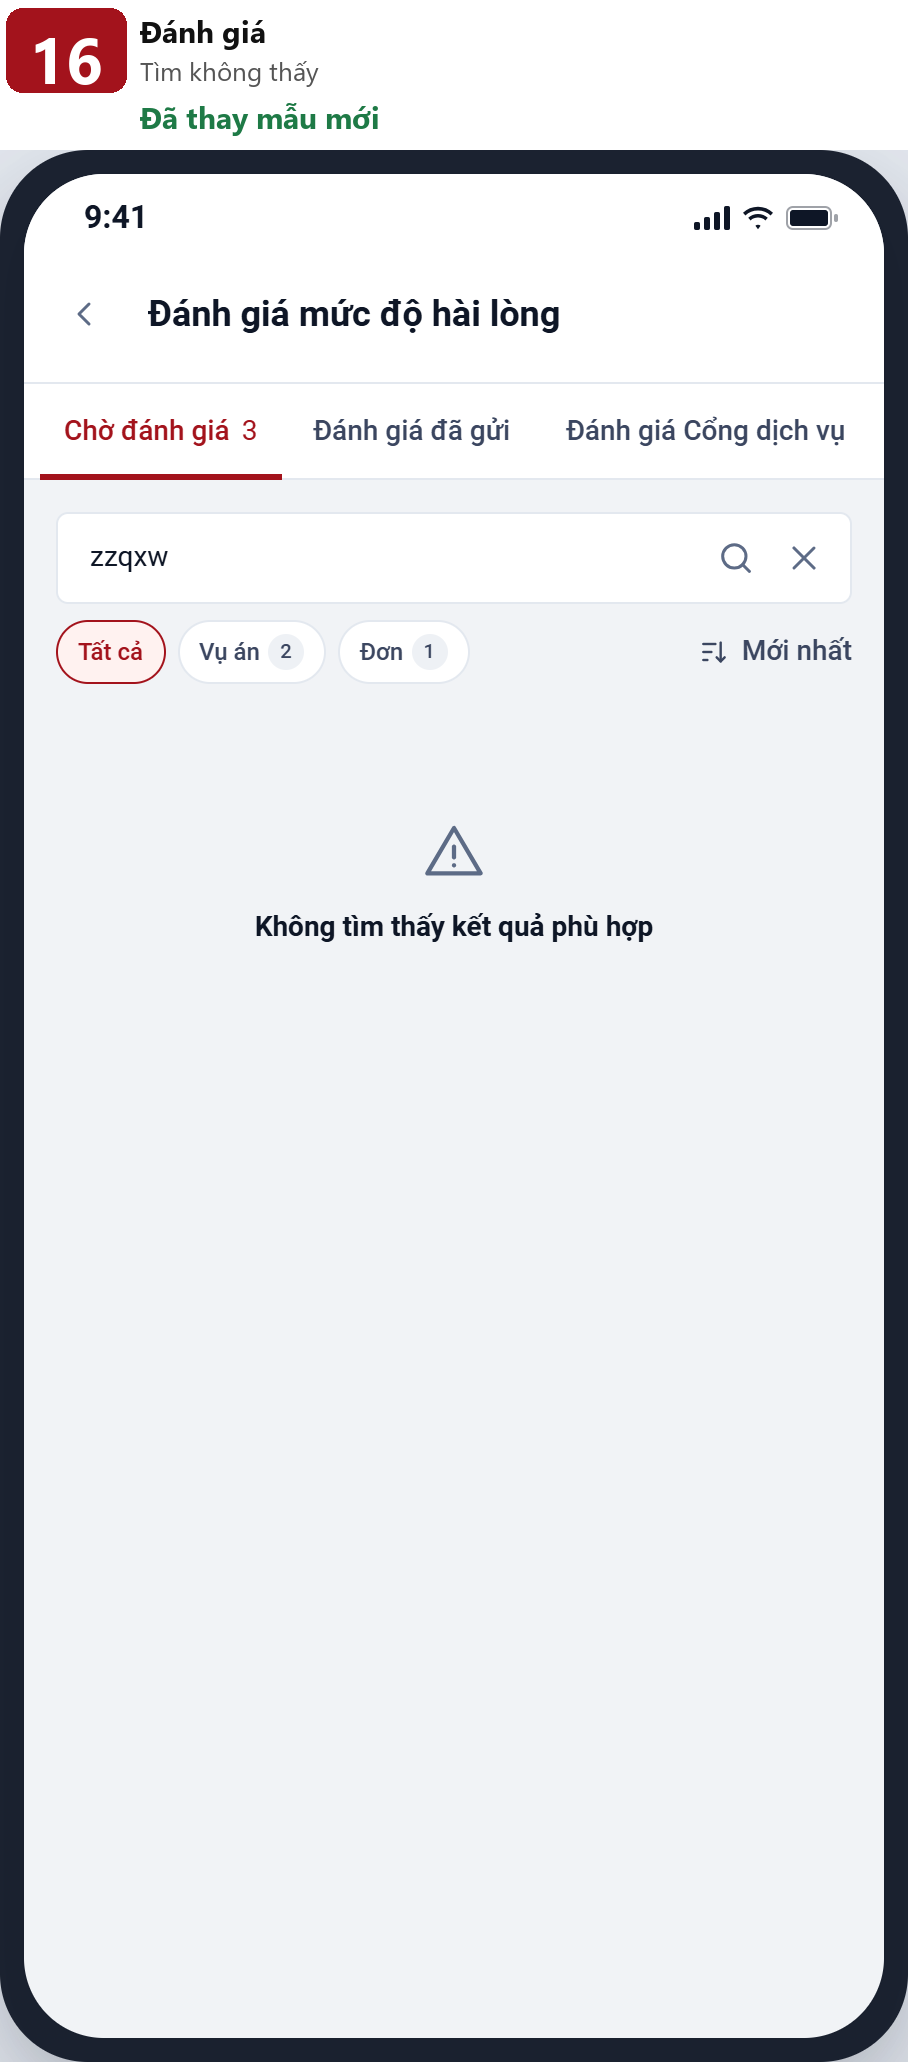 16
Đánh giá
Tìm không thấy
Đã thay mẫu mới
9:41
Đánh giá mức độ hài lòng
Chờ đánh giá 3 Đánh giá đã gửi Đánh giá Cổng dịch vụ
zzqxw
Tất cả Vụ án 2 Đơn 1 Mới nhất
Không tìm thấy kết quả phù hợp